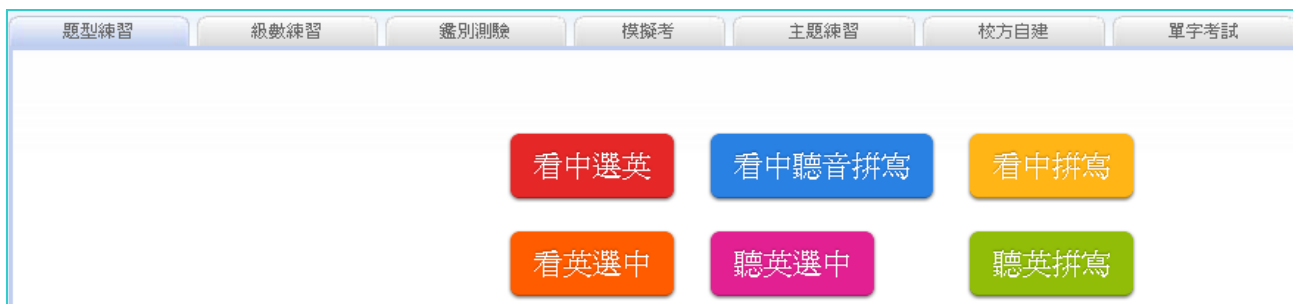 題型練習 級數練習 鑑別測驗 模擬考 主題練習 校方自建 單字考試
看中選英 看中聽音拼寫 看中拼寫
看英選中 聽英選中 聽英拼寫